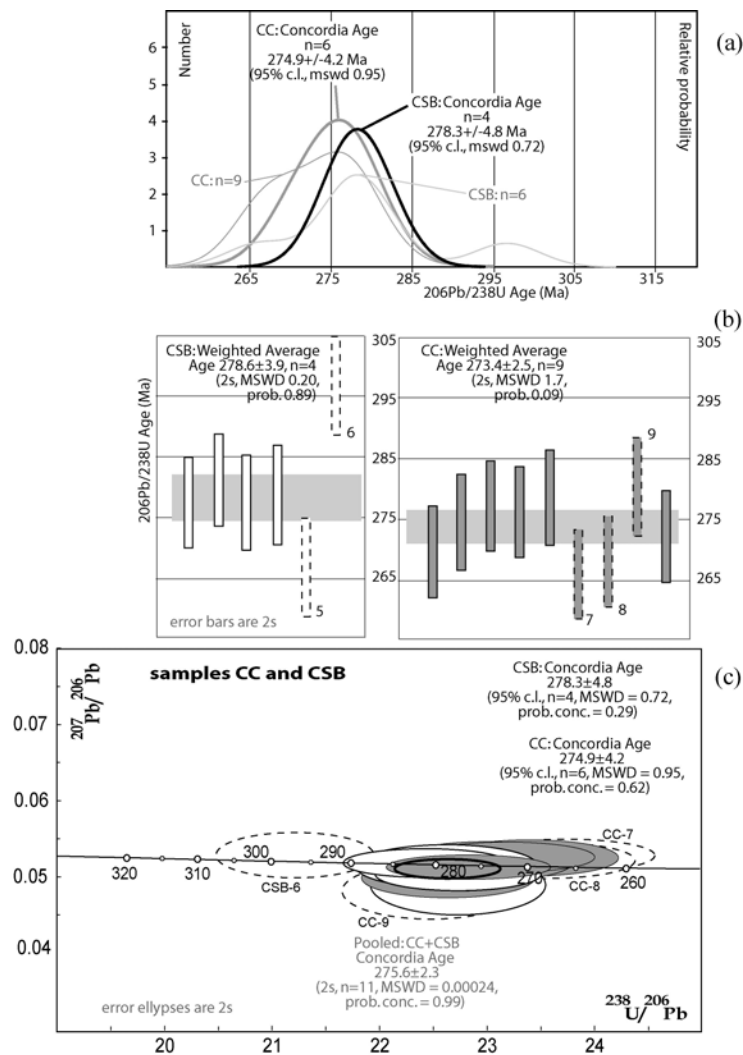 CC: Concordia Age
n=6
274.9+/-4.2 Ma
(95% c.l., mswd 0.95)
(a)
Number
Relative probability
6
5
4
3
2
1
CSB: Concordia Age
n=4
278.3+/-4.8 Ma
(95% c.l., mswd 0.72)
CC: n=9
CSB: n=6
265 275 285 295 305 315
206Pb/238U Age (Ma)
(b)
206Pb/238U Age (Ma)
CSB: Weighted Average
Age 278.6±3.9, n=4
(2s, MSWD 0.20,
prob. 0.89)
6
5
error bars are 2s
305
295
285
275
265
CC: Weighted Average
Age 273.4±2.5, n=9
(2s, MSWD 1.7,
prob. 0.09)
9
7
8
305
295
285
275
265
(c)
0.08
0.07
0.06
0.05
0.04
207Pb/206Pb
samples CC and CSB
CSB: Concordia Age
278.3±4.8
(95% c.l., n=4, MSWD = 0.72,
prob. conc. = 0.29)
CC: Concordia Age
274.9±4.2
(95% c.l., n=6, MSWD = 0.95,
prob. conc. = 0.62)
CC-7
320 310 300 290 280 270 260
CSB-6
CC-8
CC-9
Pooled: CC+CSB
Concordia Age
275.6±2.3
(2s, n=11, MSWD = 0.00024,
prob. conc. = 0.99)
error ellypses are 2s
238U/206Pb
20 21 22 23 24